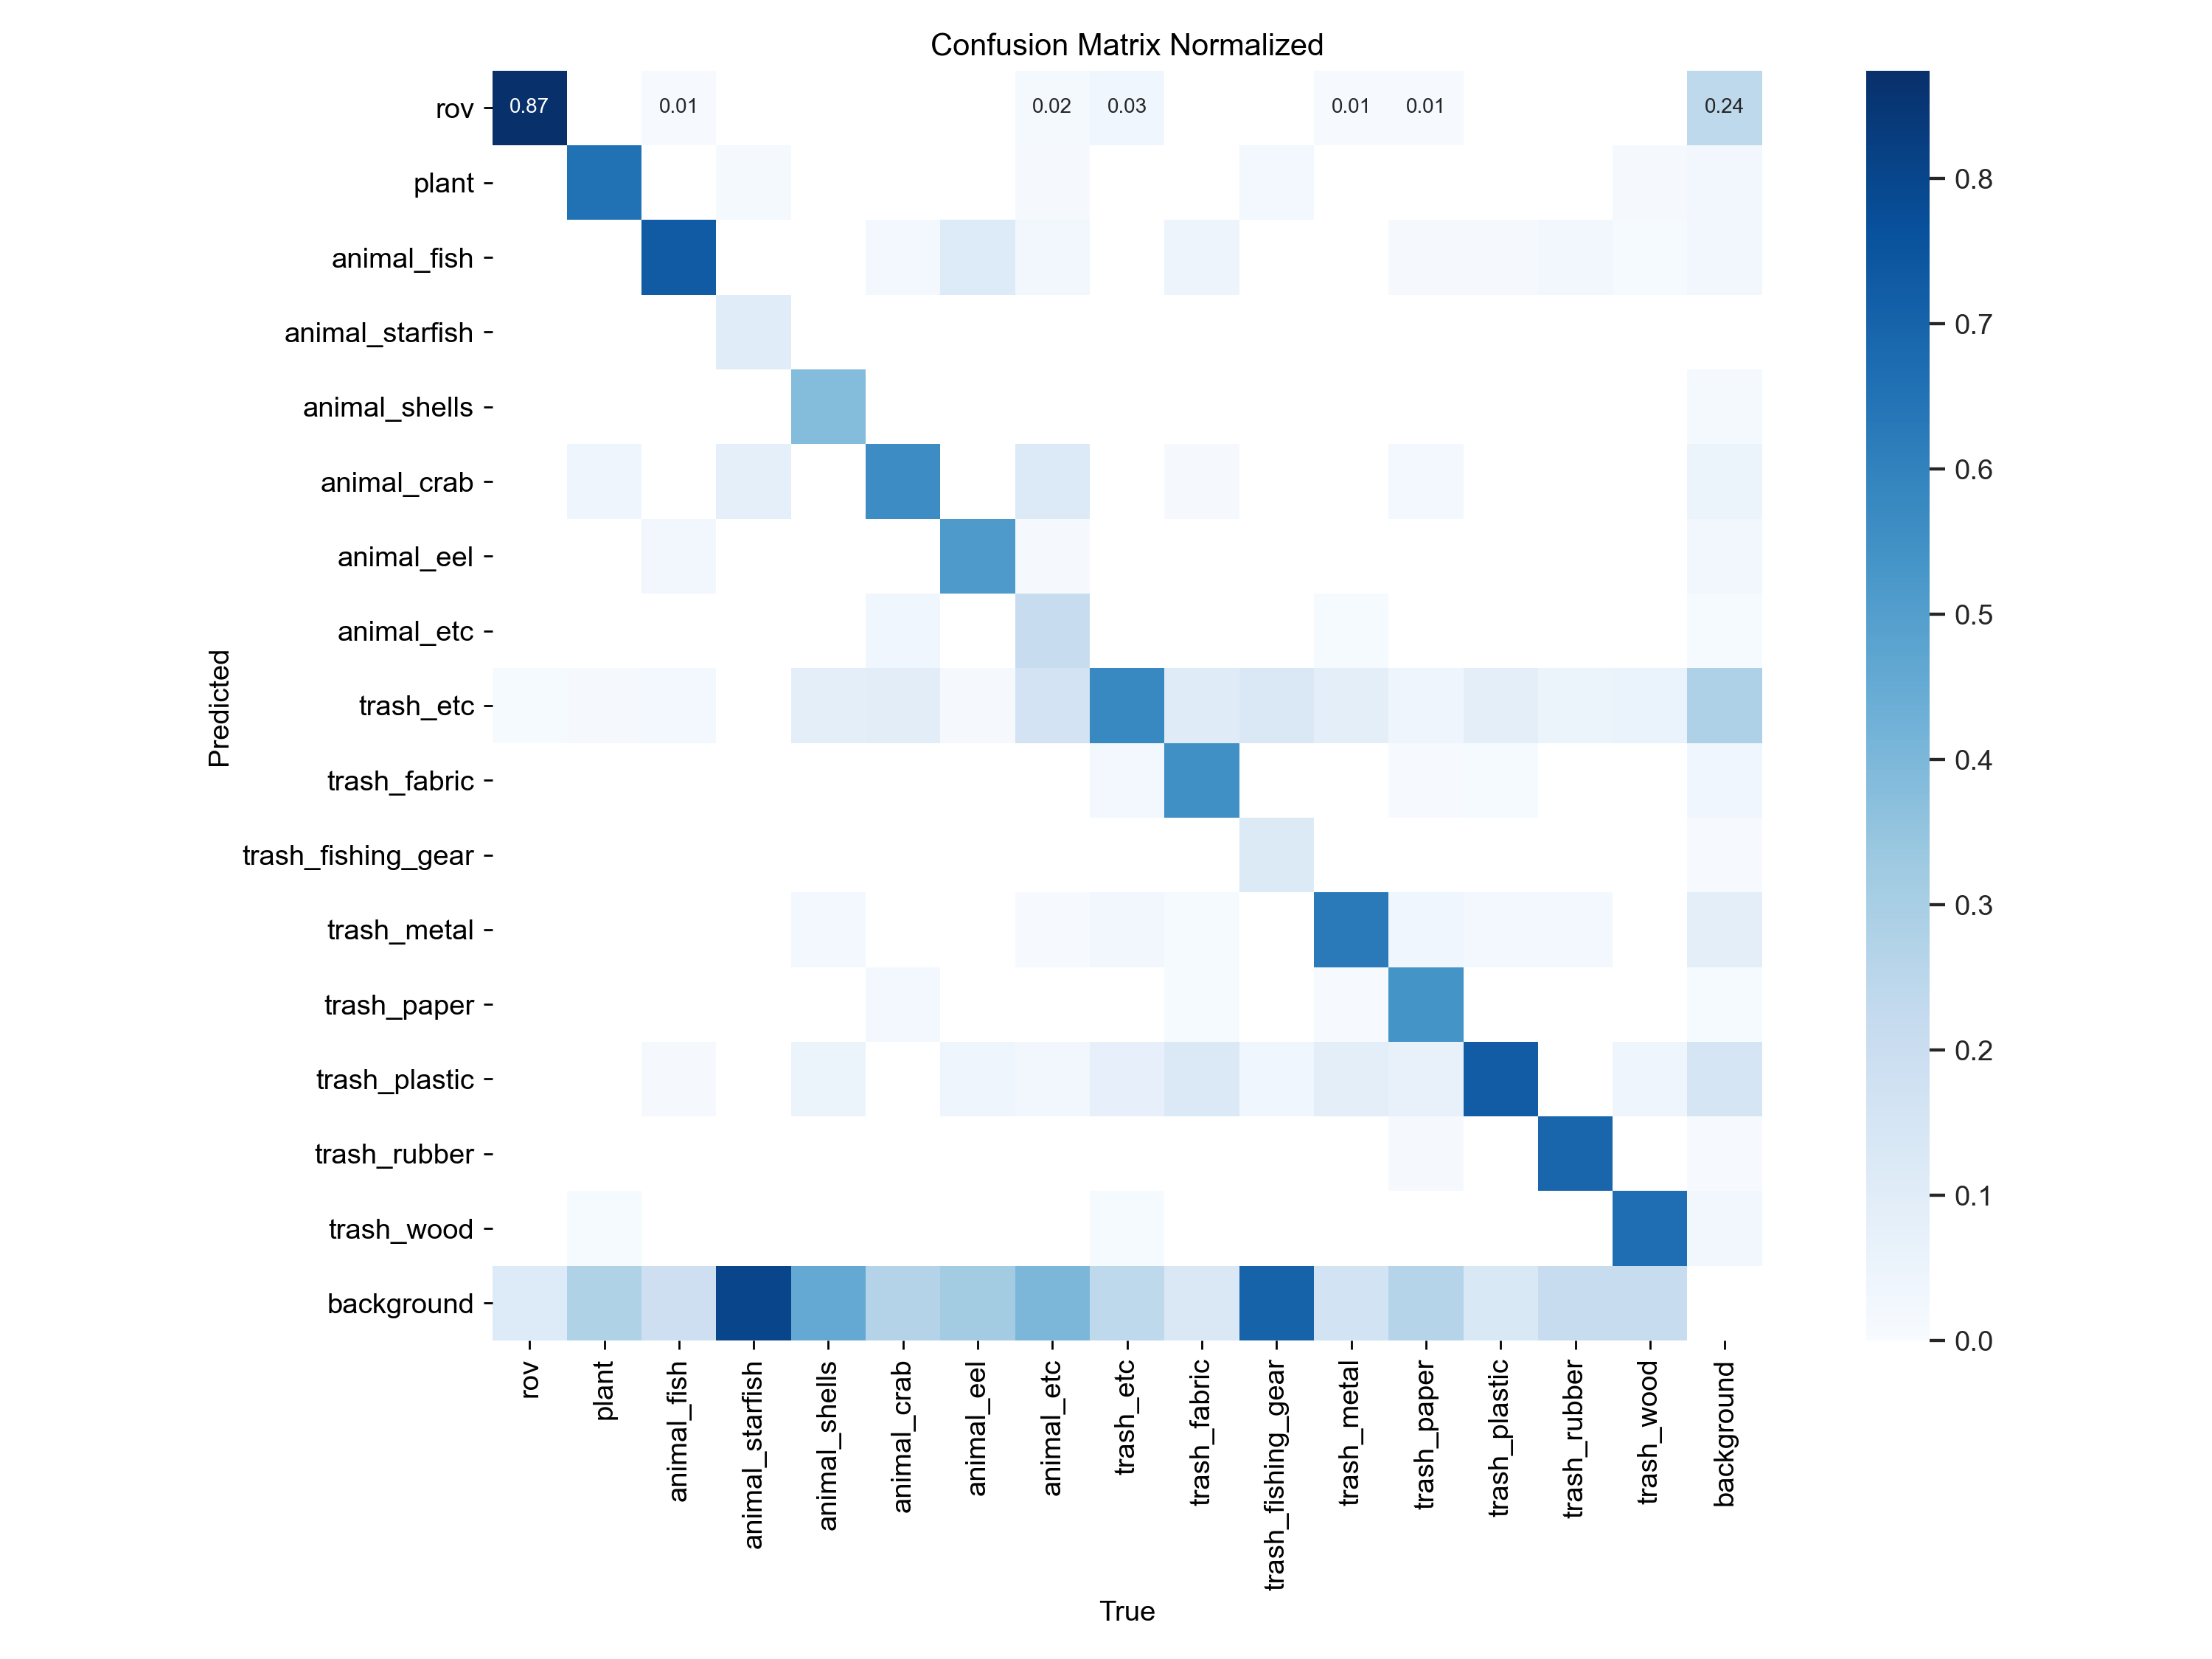 Confusion Matrix Normalized
rov
0.87
0.01
0.02
0.03
0.01
0.01
0.24
plant
animal_fish
animal_starfish
animal_shells
animal_crab
animal_eel
animal_etc
trash_etc
trash_fabric
trash_fishing_gear
trash_metal
trash_paper
trash_plastic
trash_rubber
trash_wood
background
Predicted
rov
plant
animal_fish
animal_starfish
animal_shells
animal_crab
animal_eel
animal_etc
trash_etc
trash_fabric
trash_fishing_gear
trash_metal
trash_paper
trash_plastic
trash_rubber
trash_wood
background
True
0.8
0.7
0.6
0.5
0.4
0.3
0.2
0.1
0.0